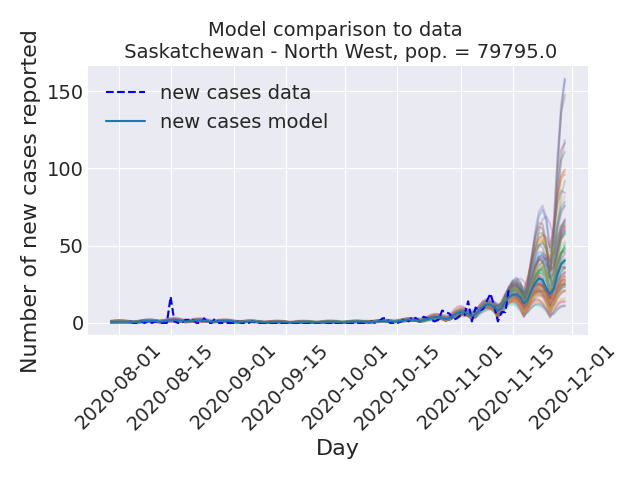 Model comparison to data
Saskatchewan - North West, pop. = 79795.0
Number of new cases reported
150
100
50
0
new cases data
new cases model
2020-08-01
2020-08-15
2020-09-01
2020-09-15
2020-10-01
2020-10-15
2020-11-01
2020-11-15
2020-12-01
Day